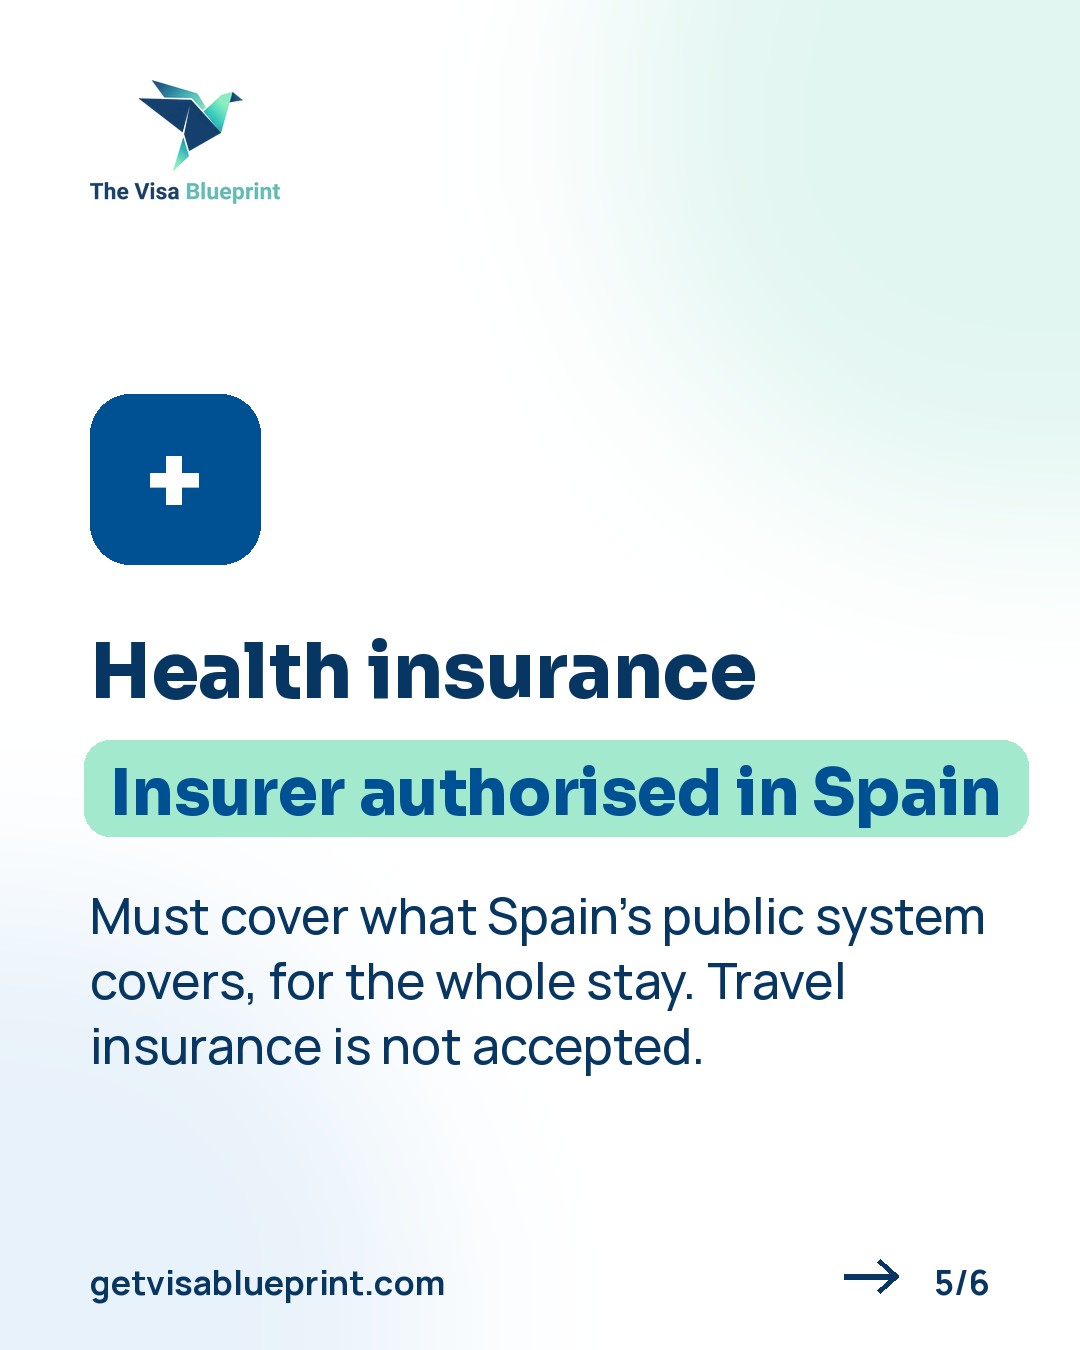 The Visa Blueprint
Health insurance
Insurer authorised in Spain
Must cover what Spain’s public system
covers, for the whole stay. Travel
insurance is not accepted.
getvisablueprint.com
5/6